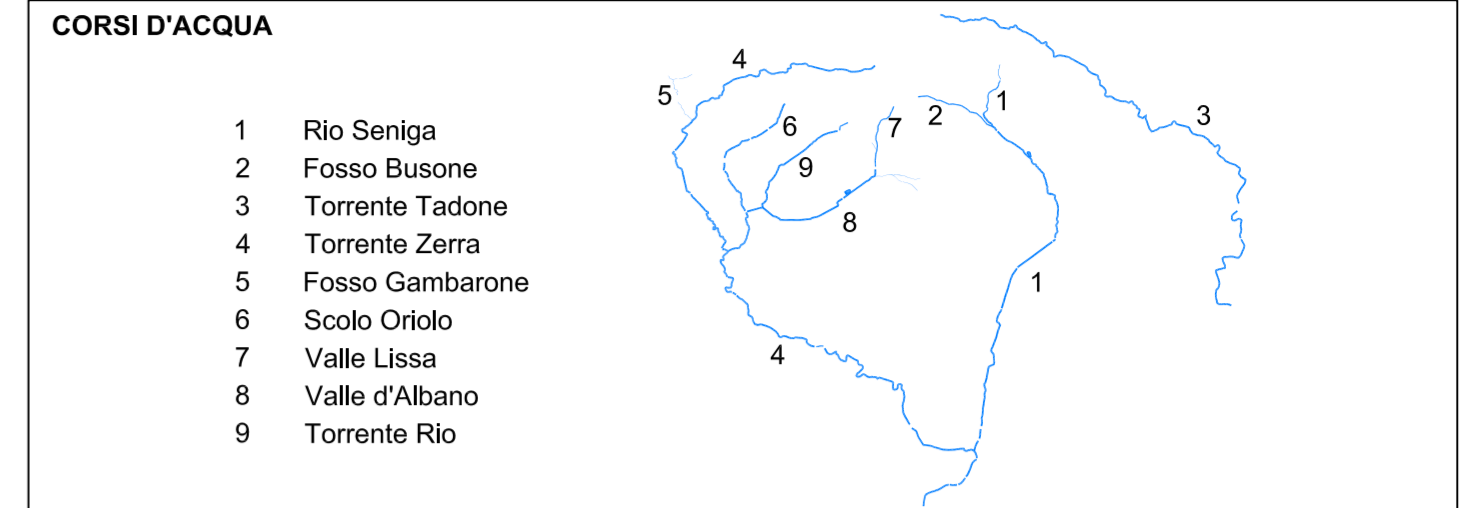 CORSI D'ACQUA
1 Rio Seniga
2 Fosso Busone
3 Torrente Tadone
4 Torrente Zerra
5 Fosso Gambarone
6 Scolo Oriolo
7 Valle Lissa
8 Valle d'Albano
9 Torrente Rio
4
5
6
9
7
2
1
3
8
1
4